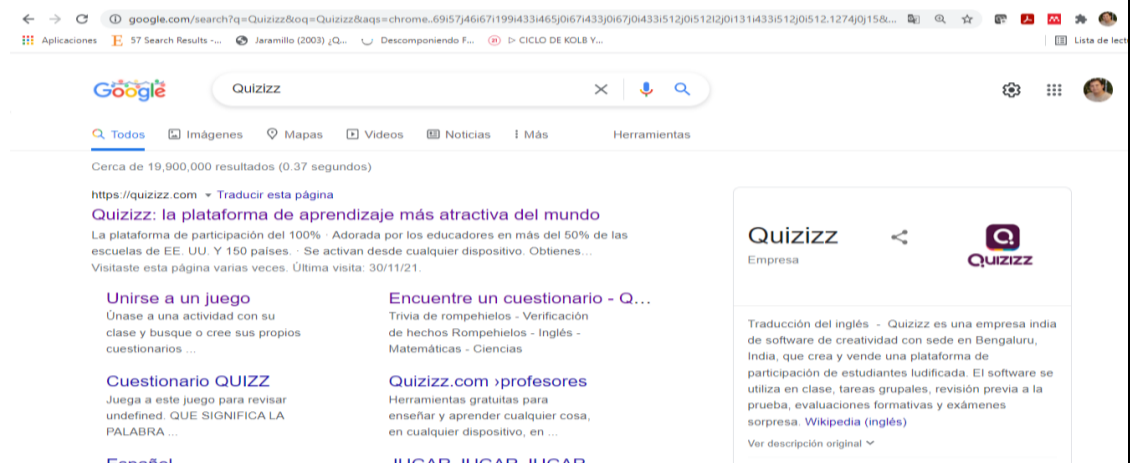 google.com/search?q=Quizizz&oq=Quizizz&aqs=chrome..69i57j46i67i199i433i465j0i67i433j0i67j0i433i512j0i512l2j0i131i433i512j0i512.1274j0j15&...
Aplicaciones
57 Search Results -...
Jaramillo (2003) ¿Q...
Descomponiendo F...
▷ CICLO DE KOLB Y...
Lista de lect
Google
Quizizz
Todos
Imágenes
Mapas
Videos
Noticias
Más
Herramientas
Cerca de 19,900,000 resultados (0.37 segundos)
https://quizizz.com Traducir esta página
Quizizz: la plataforma de aprendizaje más atractiva del mundo
La plataforma de participación del 100% · Adorada por los educadores en más del 50% de las
escuelas de EE. UU. Y 150 países. · Se activan desde cualquier dispositivo. Obtienes...
Visitaste esta página varias veces. Última visita: 30/11/21.
Unirse a un juego
Únase a una actividad con su
clase y busque o cree sus propios
cuestionarios ...
Encuentre un cuestionario - Q...
Trivia de rompehielos - Verificación
de hechos Rompehielos - Inglés -
Matemáticas - Ciencias
Cuestionario QUIZZ
Juega a este juego para revisar
undefined. QUE SIGNIFICA LA
PALABRA ...
Quizizz.com ›profesores
Herramientas gratuitas para
enseñar y aprender cualquier cosa,
en cualquier dispositivo, en ...
Español
JUGAR JUGAR JUGAR
Quizizz
Empresa
QUIZIZZ
Traducción del inglés - Quizizz es una empresa india
de software de creatividad con sede en Bengaluru,
India, que crea y vende una plataforma de
participación de estudiantes ludificada. El software se
utiliza en clase, tareas grupales, revisión previa a la
prueba, evaluaciones formativas y exámenes
sorpresa. Wikipedia (inglés)
Ver descripción original